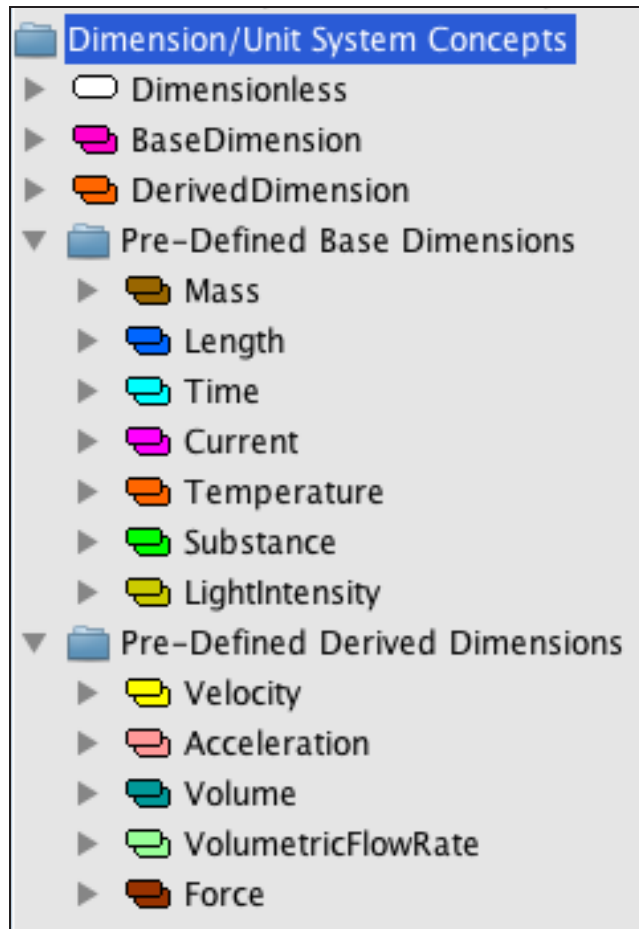 Dimension/Unit System Concepts
Dimensionless
BaseDimension
DerivedDimension
Pre-Defined Base Dimensions
Mass
Length
Time
Current
Temperature
Substance
LightIntensity
Pre-Defined Derived Dimensions
Velocity
Acceleration
Volume
VolumetricFlowRate
Force